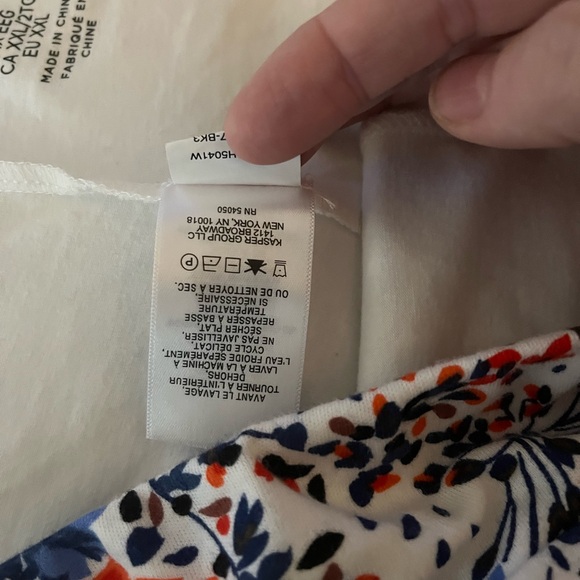 CA XXL/2TG
EU XXL
MADE IN CHINA
FABRIQUÉ EN
CHINE
AVANT LE LAVAGE,
TOURNER À L'INTÉRIEUR
DEHORS,
LAVER À LA MACHINE À
L'EAU FROIDE SÉPARÉMENT,
CYCLE DÉLICAT.
NE PAS JAVELLISER.
SÉCHER PLAT.
REPASSER À BASSE
TEMPÉRATURE
SI NÉCESSAIRE,
OU DE NETTOYER À SEC.
P
KASPER GROUP LLC
1412 BROADWAY
NEW YORK, NY 10018
RN 54050
H5041W
7-BK3